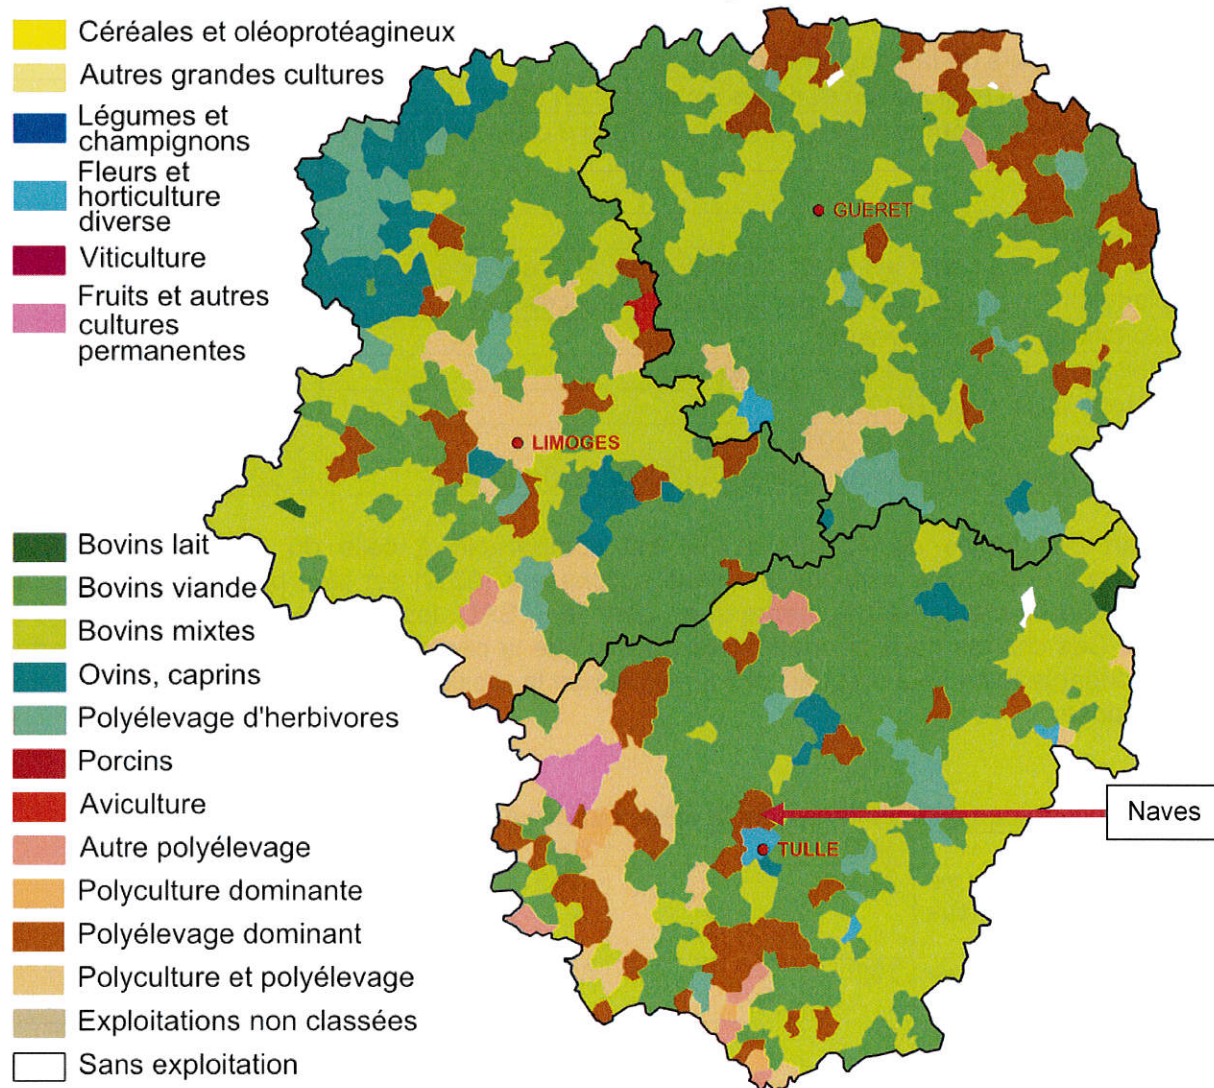 Céréales et oléoprotéagineux
Autres grandes cultures
Légumes et
champignons
Fleurs et
horticulture
diverse
Viticulture
Fruits et autres
cultures
permanentes
Bovins lait
Bovins viande
Bovins mixtes
Ovins, caprins
Polyélevage d'herbivores
Porcins
Aviculture
Autre polyélevage
Polyculture dominante
Polyélevage dominant
Polyculture et polyélevage
Exploitations non classées
Sans exploitation
GUERET
LIMOGES
Naves
TULLE